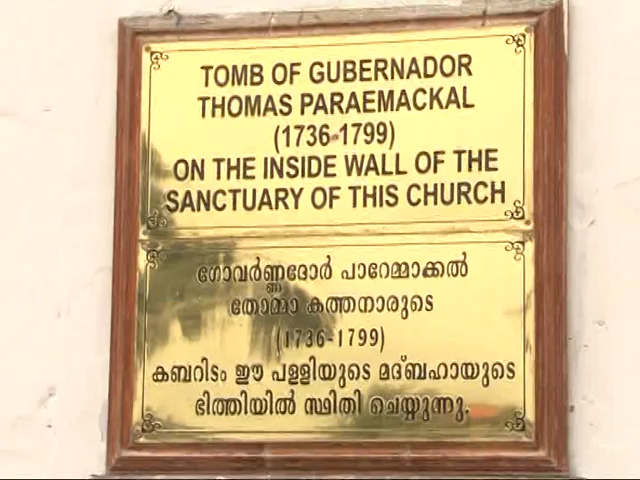 TOMB OF GUBERNADOR
THOMAS PARAEMACKAL
(1736-1799)
ON THE INSIDE WALL OF THE
SANCTUARY OF THIS CHURCH
ഗോവർണ്ണദോർ പാറേമ്മാക്കൽ
തോമ്മാ കത്തനാരുടെ
(1736-1799)
കബറിടം ഈ പള്ളിയുടെ മദ്ബഹായുടെ
ഭിത്തിയിൽ സ്ഥിതി ചെയ്യുന്നു.